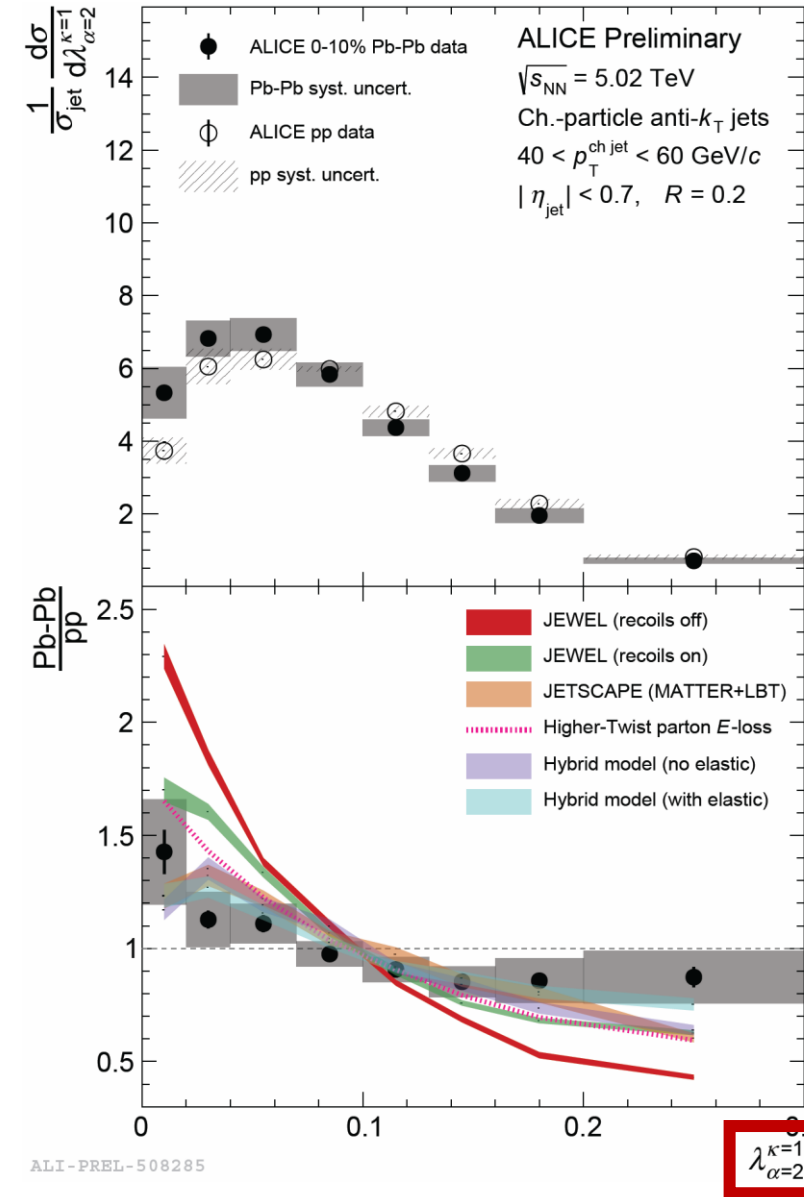 1/σ_jet dσ/dλ_{α=2}^{κ=1}
ALICE 0-10% Pb-Pb data
Pb-Pb syst. uncert.
ALICE pp data
pp syst. uncert.
ALICE Preliminary
√s_NN = 5.02 TeV
Ch.-particle anti-k_T jets
40 < p_T^{ch jet} < 60 GeV/c
| η_jet| < 0.7, R = 0.2
14
12
10
8
6
4
2
Pb-Pb/pp
2.5
2
1.5
1
0.5
JEWEL (recoils off)
JEWEL (recoils on)
JETSCAPE (MATTER+LBT)
Higher-Twist parton E-loss
Hybrid model (no elastic)
Hybrid model (with elastic)
0 0.1 0.2
λ_{α=2}^{κ=1}
ALI-PREL-508285